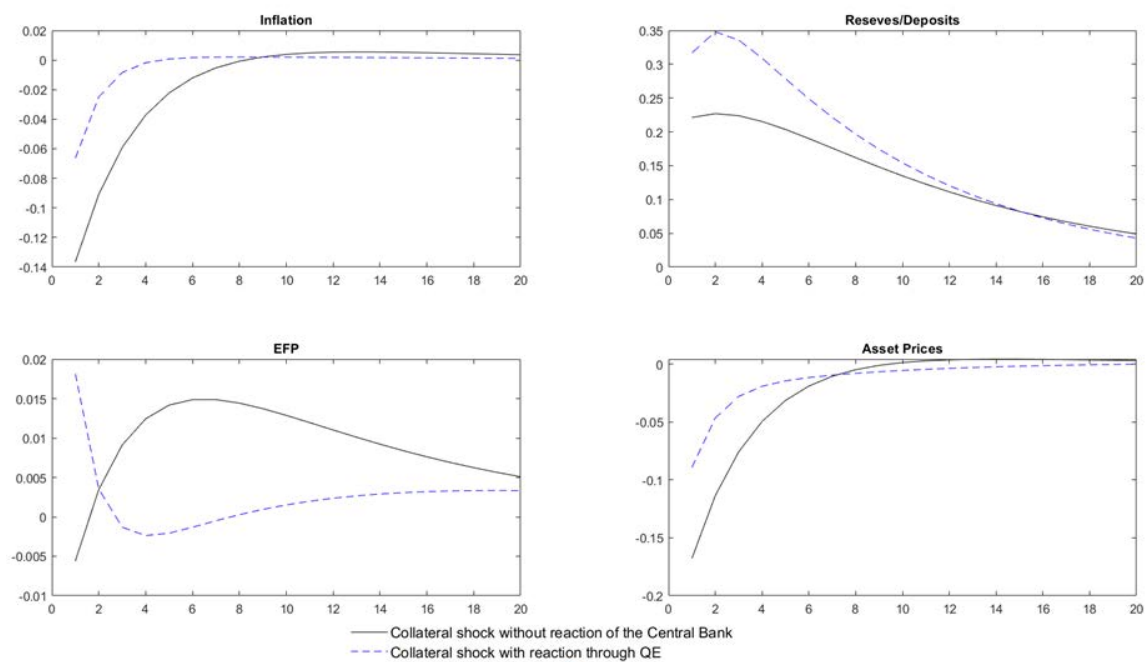 Inflation
0.02
0
-0.02
-0.04
-0.06
-0.08
-0.1
-0.12
-0.14
2 4 6 8 10 12 14 16 18 20
Reseves/Deposits
0.35
0.3
0.25
0.2
0.15
0.1
0.05
0
2 4 6 8 10 12 14 16 18 20
EFP
0.02
0.015
0.01
0.005
0
-0.005
-0.01
0 2 4 6 8 10 12 14 16 18 20
Asset Prices
0
-0.05
-0.1
-0.15
-0.2
0 2 4 6 8 10 12 14 16 18 20
Collateral shock without reaction of the Central Bank
Collateral shock with reaction through QE